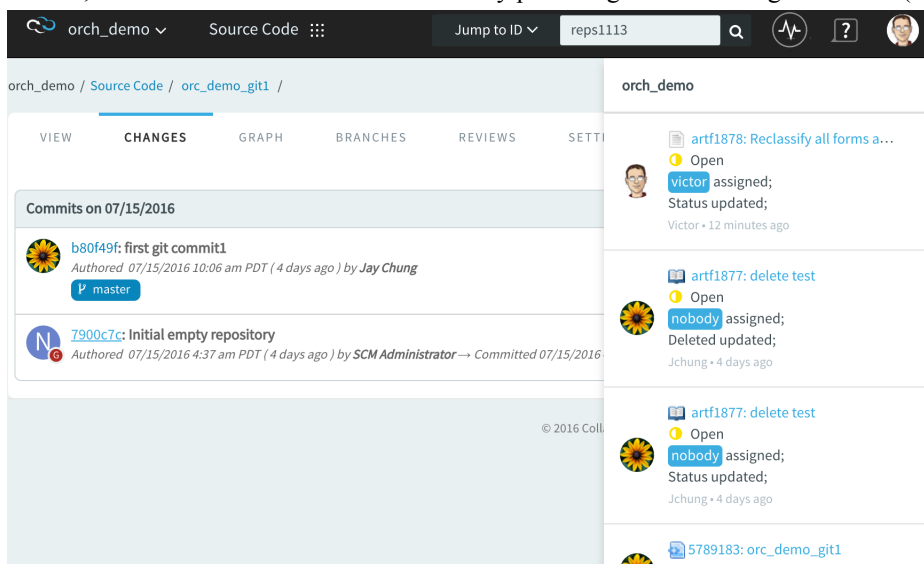 orch_demo
Source Code
Jump to ID
reps1113
?
orch_demo / Source Code / orc_demo_git1 /
VIEW
CHANGES
GRAPH
BRANCHES
REVIEWS
SETTI
Commits on 07/15/2016
b80f49f: first git commit1
Authored 07/15/2016 10:06 am PDT ( 4 days ago ) by Jay Chung
master
N
G
7900c7c: Initial empty repository
Authored 07/15/2016 4:37 am PDT ( 4 days ago ) by SCM Administrator → Committed 07/15/2016
© 2016 Colla
orch_demo
artf1878: Reclassify all forms a...
Open
victor assigned;
Status updated;
Victor • 12 minutes ago
artf1877: delete test
Open
nobody assigned;
Deleted updated;
Jchung • 4 days ago
artf1877: delete test
Open
nobody assigned;
Status updated;
Jchung • 4 days ago
5789183: orc_demo_git1